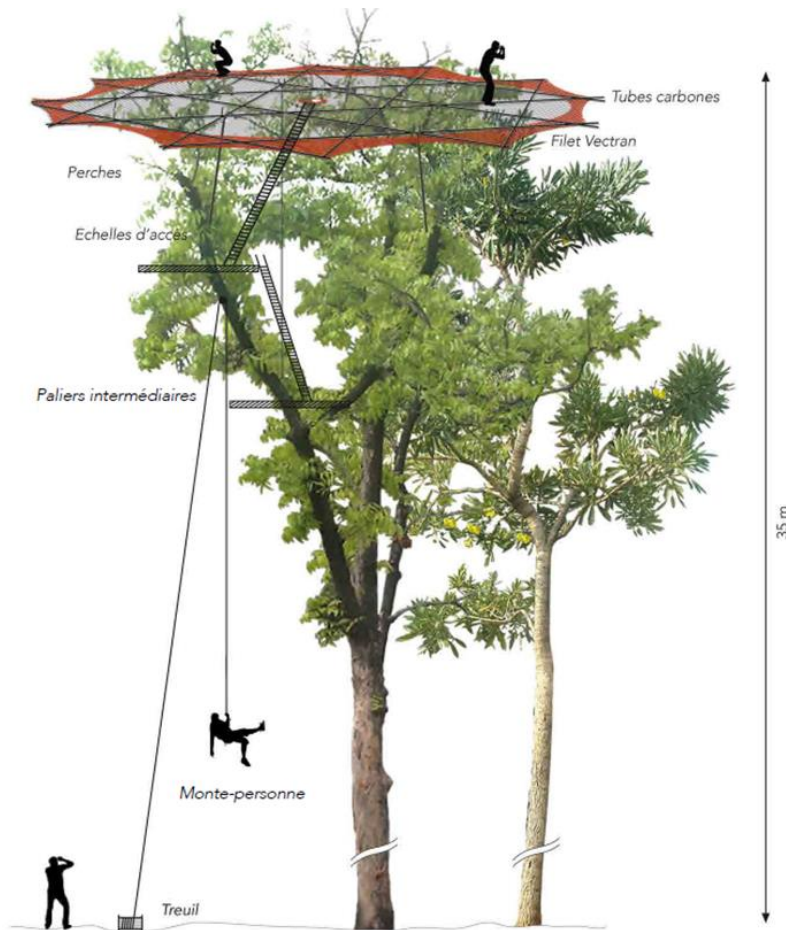 Tubes carbones
Filet Vectran
Perches
Echelles d'accès
Paliers intermédiaires
35 m
Monte-personne
Treuil